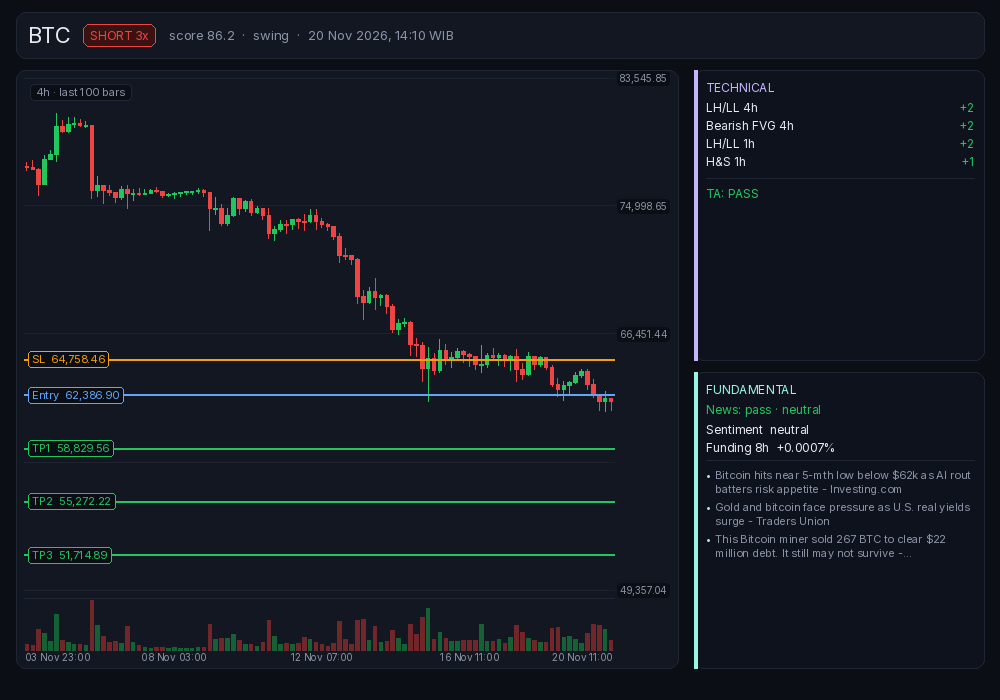 BTC SHORT 3x score 86.2 · swing · 20 Nov 2026, 14:10 WIB
4h · last 100 bars
83,545.85
74,998.65
66,451.44
SL 64,758.46
Entry 62,386.90
TP1 58,829.56
TP2 55,272.22
TP3 51,714.89
49,357.04
03 Nov 23:00 08 Nov 03:00 12 Nov 07:00 16 Nov 11:00 20 Nov 11:00
TECHNICAL
LH/LL 4h +2
Bearish FVG 4h +2
LH/LL 1h +2
H&S 1h +1
TA: PASS
FUNDAMENTAL
News: pass · neutral
Sentiment neutral
Funding 8h +0.0007%
• Bitcoin hits near 5-mth low below $62k as AI rout
batters risk appetite - Investing.com
• Gold and bitcoin face pressure as U.S. real yields
surge - Traders Union
• This Bitcoin miner sold 267 BTC to clear $22
million debt. It still may not survive -...